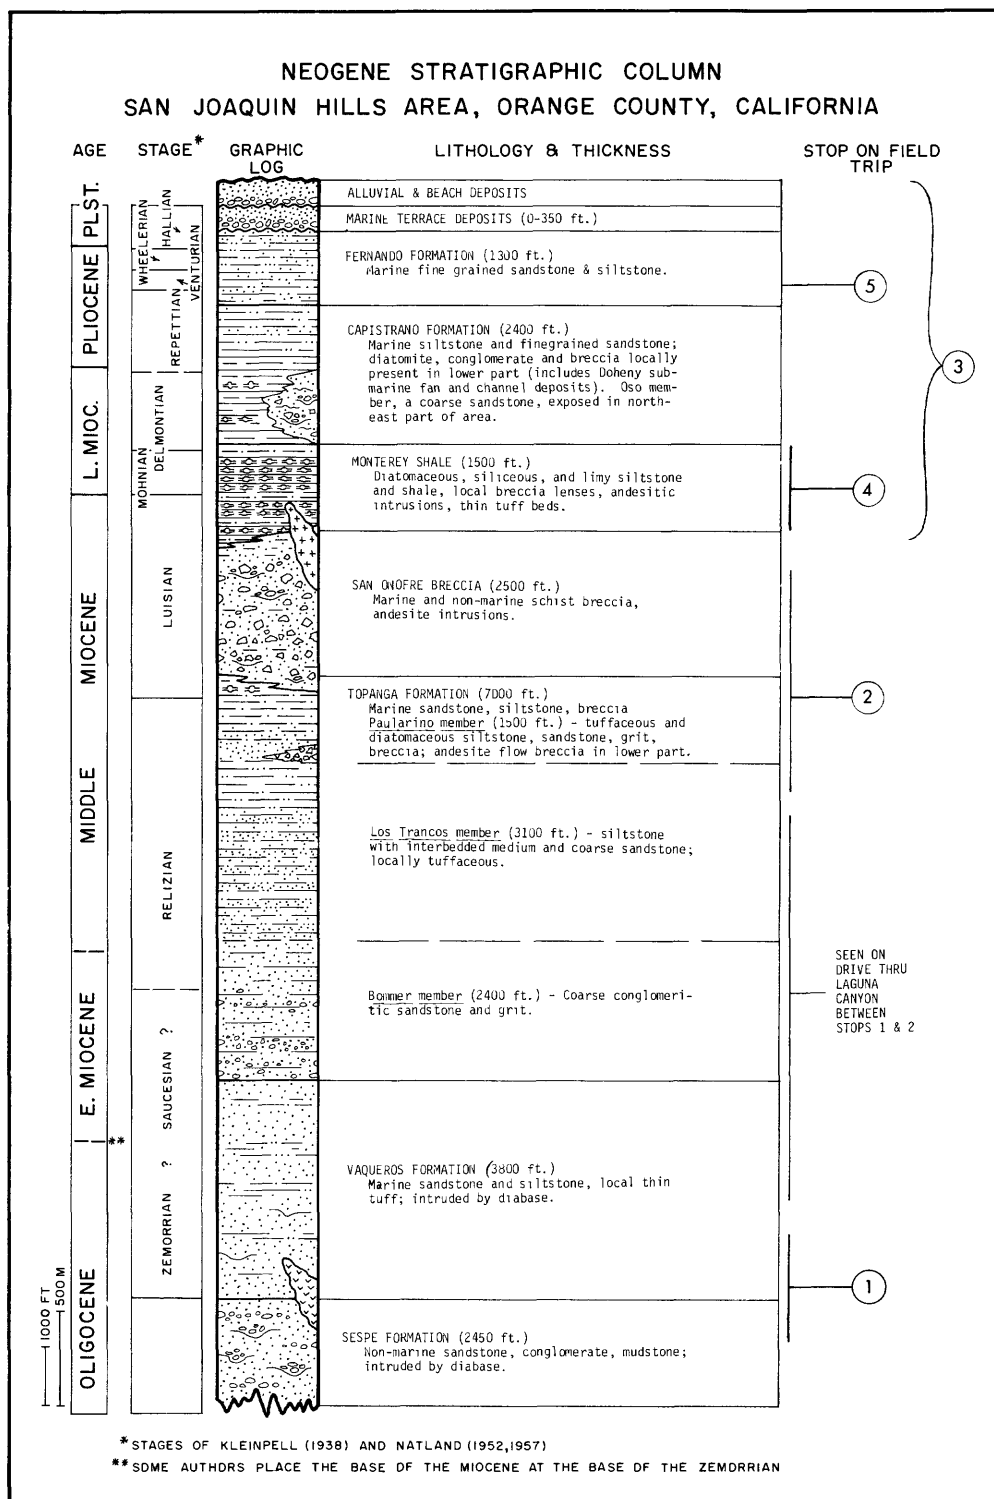 NEOGENE STRATIGRAPHIC COLUMN
SAN JOAQUIN HILLS AREA, ORANGE COUNTY, CALIFORNIA
AGE
STAGE*
GRAPHIC
LOG
LITHOLOGY & THICKNESS
STOP ON FIELD
TRIP
PLST.
PLIOCENE
L. MIOC.
MIDDLE MIOCENE
E. MIOCENE
**
OLIGOCENE
WHEELERIAN
HALLIAN
VENTURIAN
REPETTIAN
DELMONTIAN
MOHNIAN
LUISIAN
RELIZIAN
SAUCESIAN ?
ZEMORRIAN ?
ALLUVIAL & BEACH DEPOSITS
MARINE TERRACE DEPOSITS (0-350 ft.)
FERNANDO FORMATION (1300 ft.)
Marine fine grained sandstone & siltstone.
CAPISTRANO FORMATION (2400 ft.)
Marine siltstone and finegrained sandstone;
diatomite, conglomerate and breccia locally
present in lower part (includes Doheny sub-
marine fan and channel deposits). Oso mem-
ber, a coarse sandstone, exposed in north-
east part of area.
MONTEREY SHALE (1500 ft.)
Diatomaceous, siliceous, and limy siltstone
and shale, local breccia lenses, andesitic
intrusions, thin tuff beds.
SAN ONOFRE BRECCIA (2500 ft.)
Marine and non-marine schist breccia,
andesite intrusions.
TOPANGA FORMATION (7000 ft.)
Marine sandstone, siltstone, breccia
Paularino member (1500 ft.) - tuffaceous and
diatomaceous siltstone, sandstone, grit,
breccia; andesite flow breccia in lower part.
Los Trancos member (3100 ft.) - siltstone
with interbedded medium and coarse sandstone;
locally tuffaceous.
Bommer member (2400 ft.) - Coarse conglomeri-
tic sandstone and grit.
VAQUEROS FORMATION (3800 ft.)
Marine sandstone and siltstone, local thin
tuff; intruded by diabase.
SESPE FORMATION (2450 ft.)
Non-marine sandstone, conglomerate, mudstone;
intruded by diabase.
5
3
4
2
SEEN ON
DRIVE THRU
LAGUNA
CANYON
BETWEEN
STOPS 1 & 2
1
1000 FT
500 M
*STAGES OF KLEINPELL (1938) AND NATLAND (1952,1957)
**SOME AUTHORS PLACE THE BASE OF THE MIOCENE AT THE BASE OF THE ZEMORRIAN